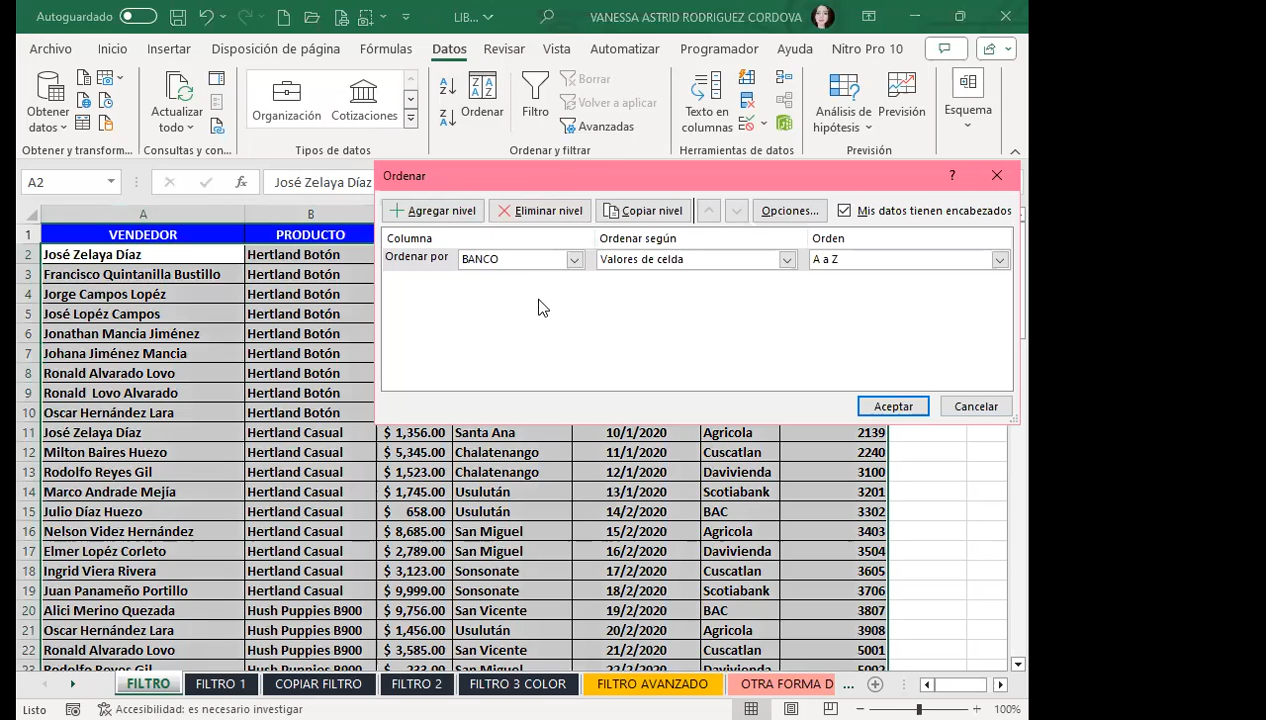 Autoguardado LIB... VANESSA ASTRID RODRIGUEZ CORDOVA
Archivo Inicio Insertar Disposición de página Fórmulas Datos Revisar Vista Automatizar Programador Ayuda Nitro Pro 10
Obtener datos
Actualizar todo
Organización Cotizaciones
Ordenar
Filtro
Borrar
Volver a aplicar
Avanzadas
Texto en columnas
Análisis de hipótesis
Previsión
Esquema
Obtener y transform... Consultas y con... Tipos de datos Ordenar y filtrar Herramientas de datos Previsión
A2 fx José Zelaya Díaz
Ordenar ?
Agregar nivel Eliminar nivel Copiar nivel Opciones... Mis datos tienen encabezados
Columna Ordenar según Orden
Ordenar por BANCO Valores de celda A a Z
Aceptar Cancelar
A B
1 VENDEDOR PRODUCTO
2 José Zelaya Díaz Hertland Botón
3 Francisco Quintanilla Bustillo Hertland Botón
4 Jorge Campos Lopéz Hertland Botón
5 José Lopéz Campos Hertland Botón
6 Jonathan Mancia Jiménez Hertland Botón
7 Johana Jiménez Mancia Hertland Botón
8 Ronald Alvarado Lovo Hertland Botón
9 Ronald Lovo Alvarado Hertland Botón
10 Oscar Hernández Lara Hertland Botón
11 José Zelaya Díaz Hertland Casual $ 1,356.00 Santa Ana 10/1/2020 Agricola 2139
12 Milton Baires Huezo Hertland Casual $ 5,345.00 Chalatenango 11/1/2020 Cuscatlan 2240
13 Rodolfo Reyes Gil Hertland Casual $ 1,523.00 Chalatenango 12/1/2020 Davivienda 3100
14 Marco Andrade Mejía Hertland Casual $ 1,745.00 Usulután 13/1/2020 Scotiabank 3201
15 Julio Díaz Huezo Hertland Casual $ 658.00 Usulután 14/2/2020 BAC 3302
16 Nelson Videz Hernández Hertland Casual $ 8,685.00 San Miguel 15/2/2020 Agricola 3403
17 Elmer Lopéz Corleto Hertland Casual $ 2,789.00 San Miguel 16/2/2020 Davivienda 3504
18 Ingrid Viera Rivera Hertland Casual $ 3,123.00 Sonsonate 17/2/2020 Cuscatlan 3605
19 Juan Panameño Portillo Hertland Casual $ 9,999.00 Sonsonate 18/2/2020 Scotiabank 3706
20 Alici Merino Quezada Hush Puppies B900 $ 9,756.00 San Vicente 19/2/2020 BAC 3807
21 Oscar Hernández Lara Hush Puppies B900 $ 1,456.00 Usulután 20/2/2020 Agricola 3908
22 Ronald Alvarado Lovo Hush Puppies B900 $ 3,585.00 San Vicente 21/2/2020 Cuscatlan 5001
23 Rodolfo Reyes Gil Hush Puppies B900 $ 233.00 San Miguel 22/2/2020 Davivienda 5002
FILTRO FILTRO 1 COPIAR FILTRO FILTRO 2 FILTRO 3 COLOR FILTRO AVANZADO OTRA FORMA D ...
Listo Accesibilidad: es necesario investigar 100%